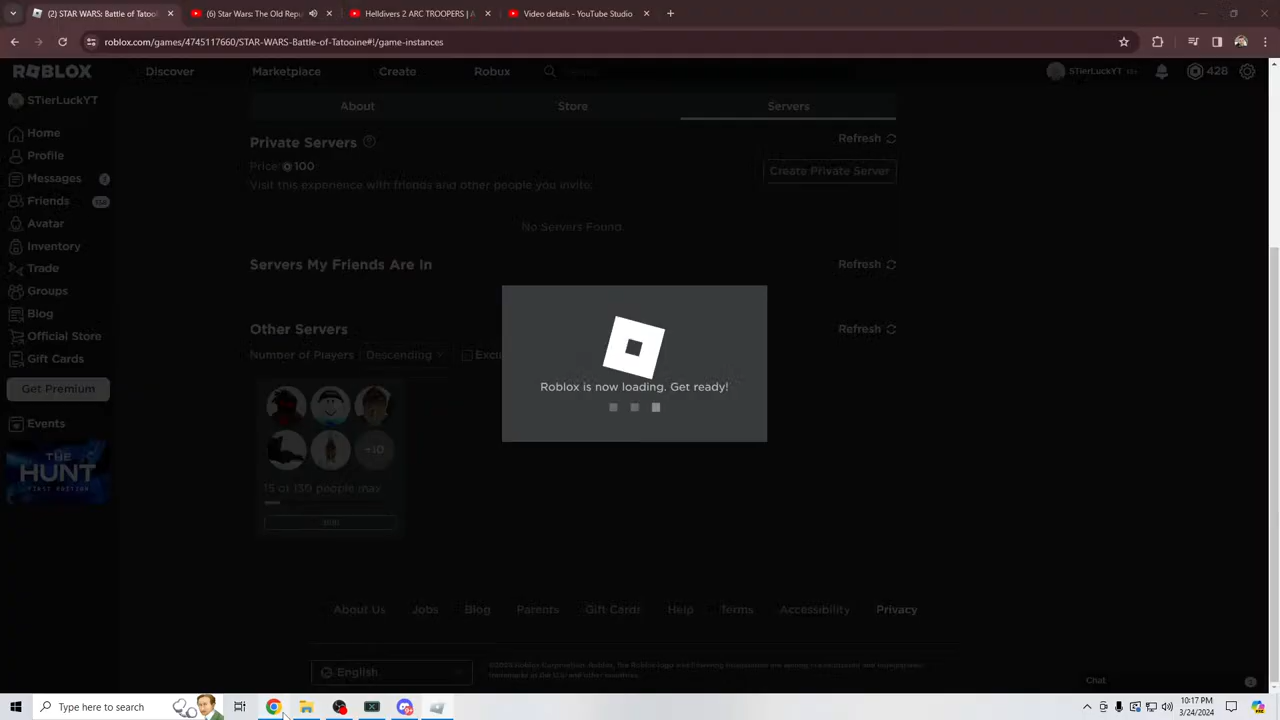 (2) STAR WARS: Battle of Tatooi
(6) Star Wars: The Old Repu
Helldivers 2 ARC TROOPERS | A
Video details - YouTube Studio
roblox.com/games/4745117660/STAR-WARS-Battle-of-Tatooine#!/game-instances
ROBLOX
Discover
Marketplace
Create
Robux
STierLuckYT
428
STierLuckYT
Home
Profile
Messages
Friends
Avatar
Inventory
Trade
Groups
Blog
Official Store
Gift Cards
Get Premium
Events
THE
HUNT
FIRST EDITION
About
Store
Servers
Private Servers
Refresh
Price: 100
Create Private Server
Visit this experience with friends and other people you invite.
No Servers Found.
Servers My Friends Are In
Refresh
Other Servers
Refresh
Number of Players
Descending
+10
15 of 130 people max
Roblox is now loading. Get ready!
About Us
Jobs
Blog
Parents
Gift Cards
Help
Terms
Accessibility
Privacy
English
Chat
Type here to search
10:17 PM
3/24/2024